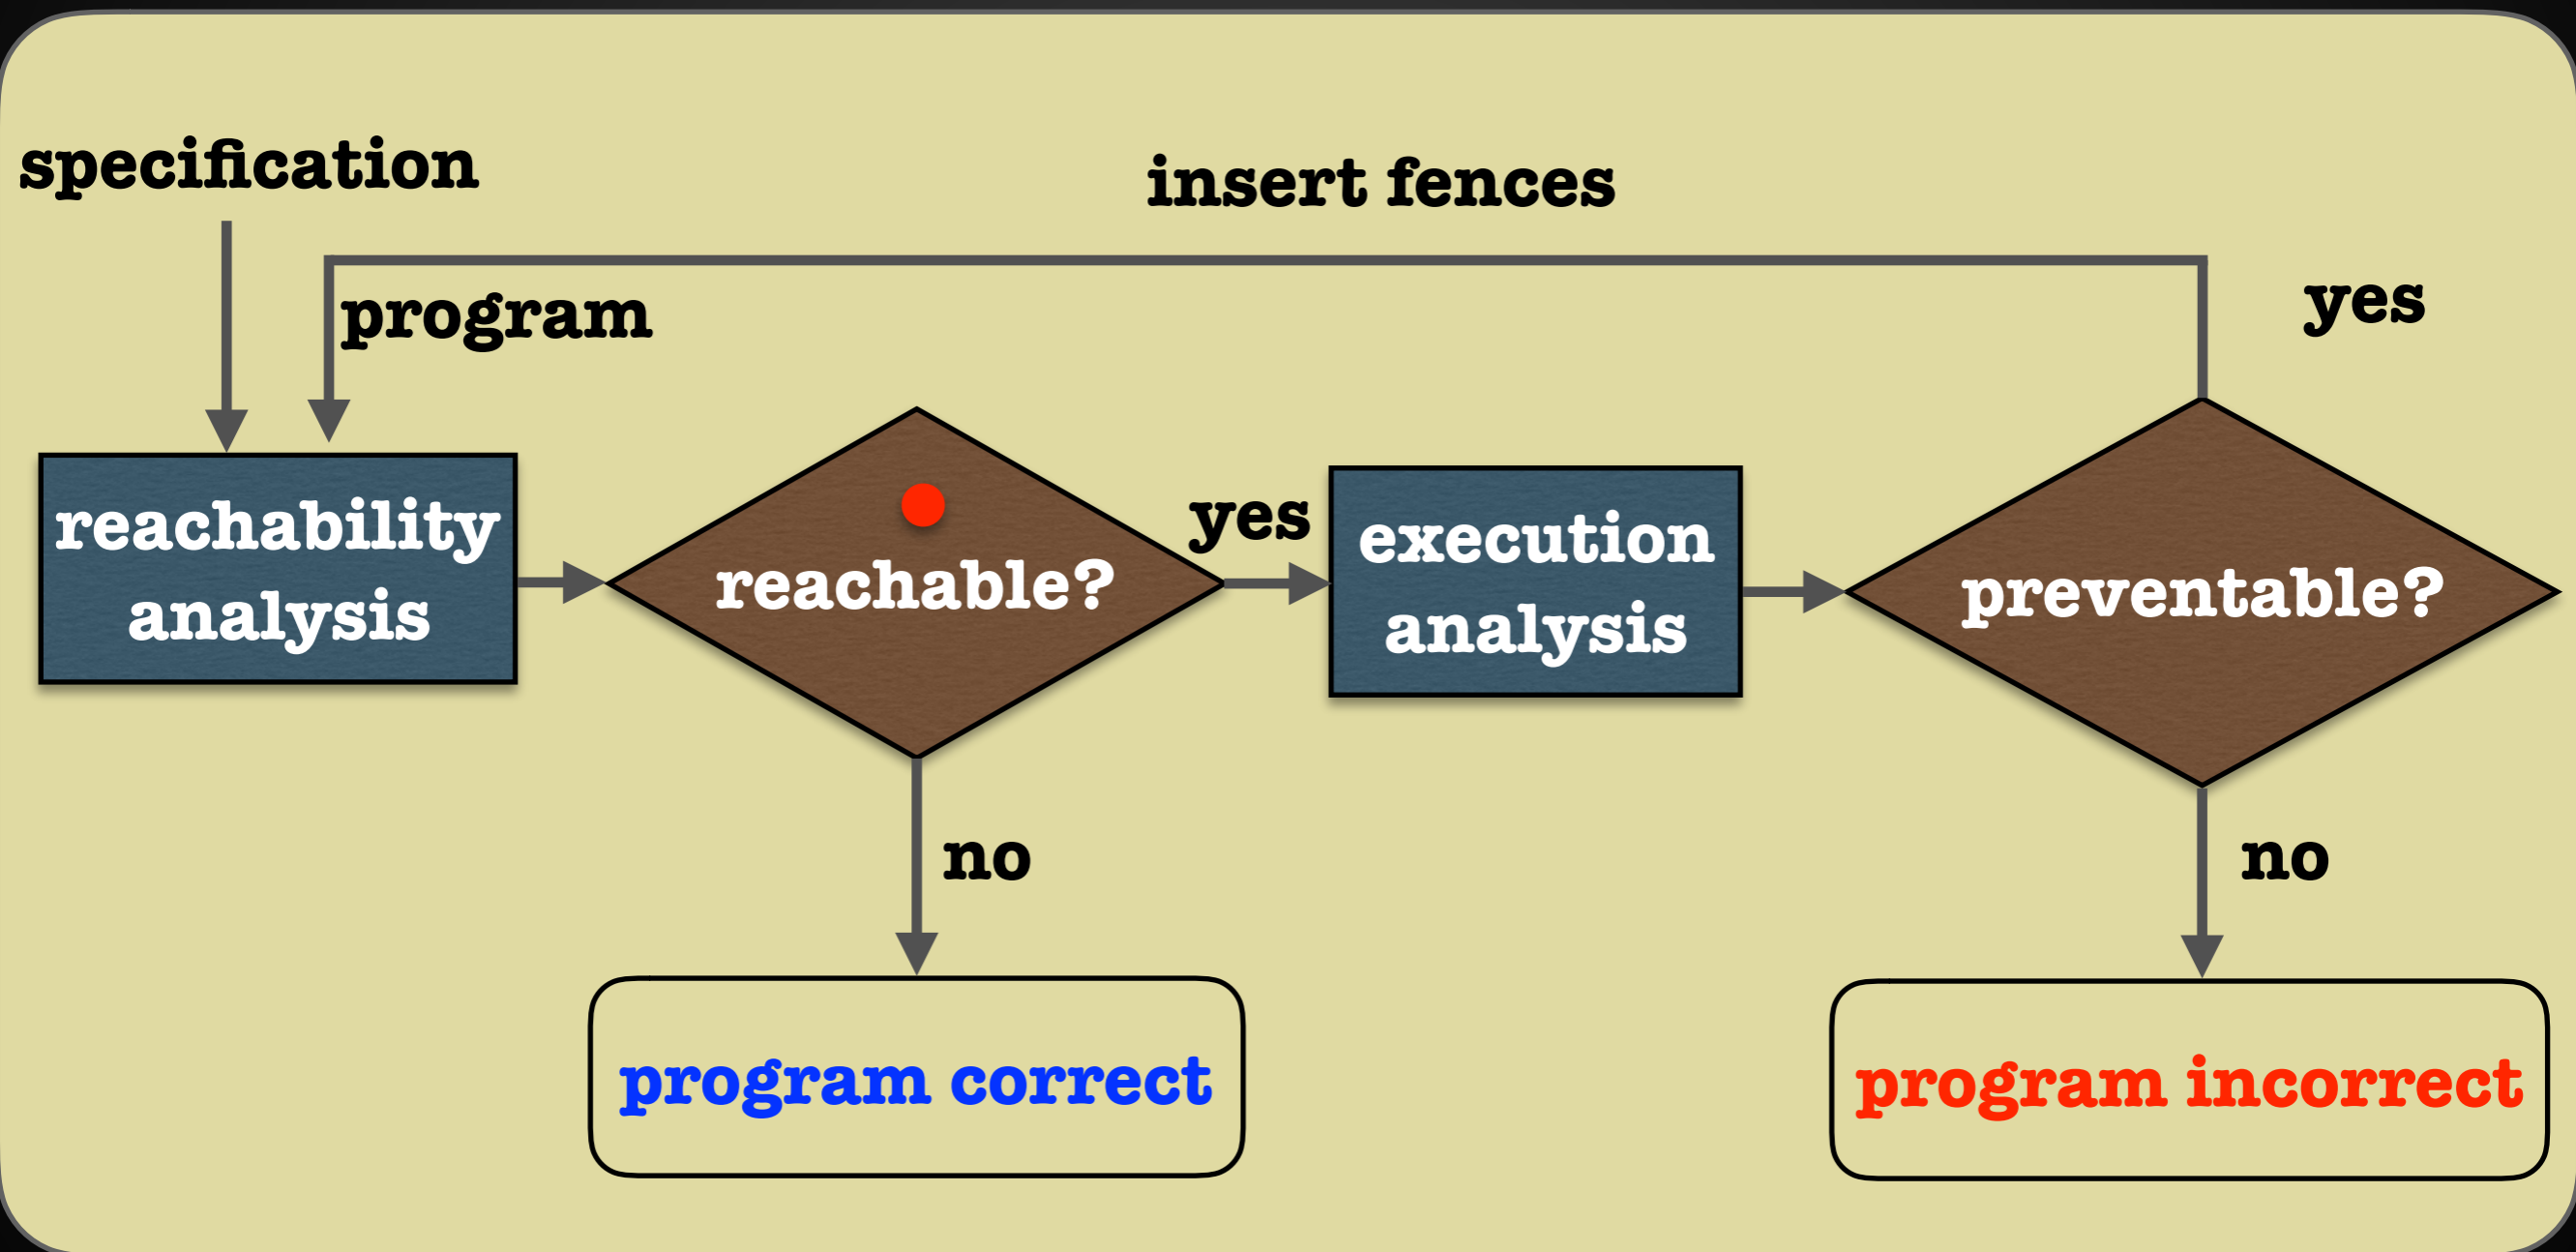 specification
insert fences
program
yes
reachability
analysis
reachable?
yes
execution
analysis
preventable?
no
no
program correct
program incorrect